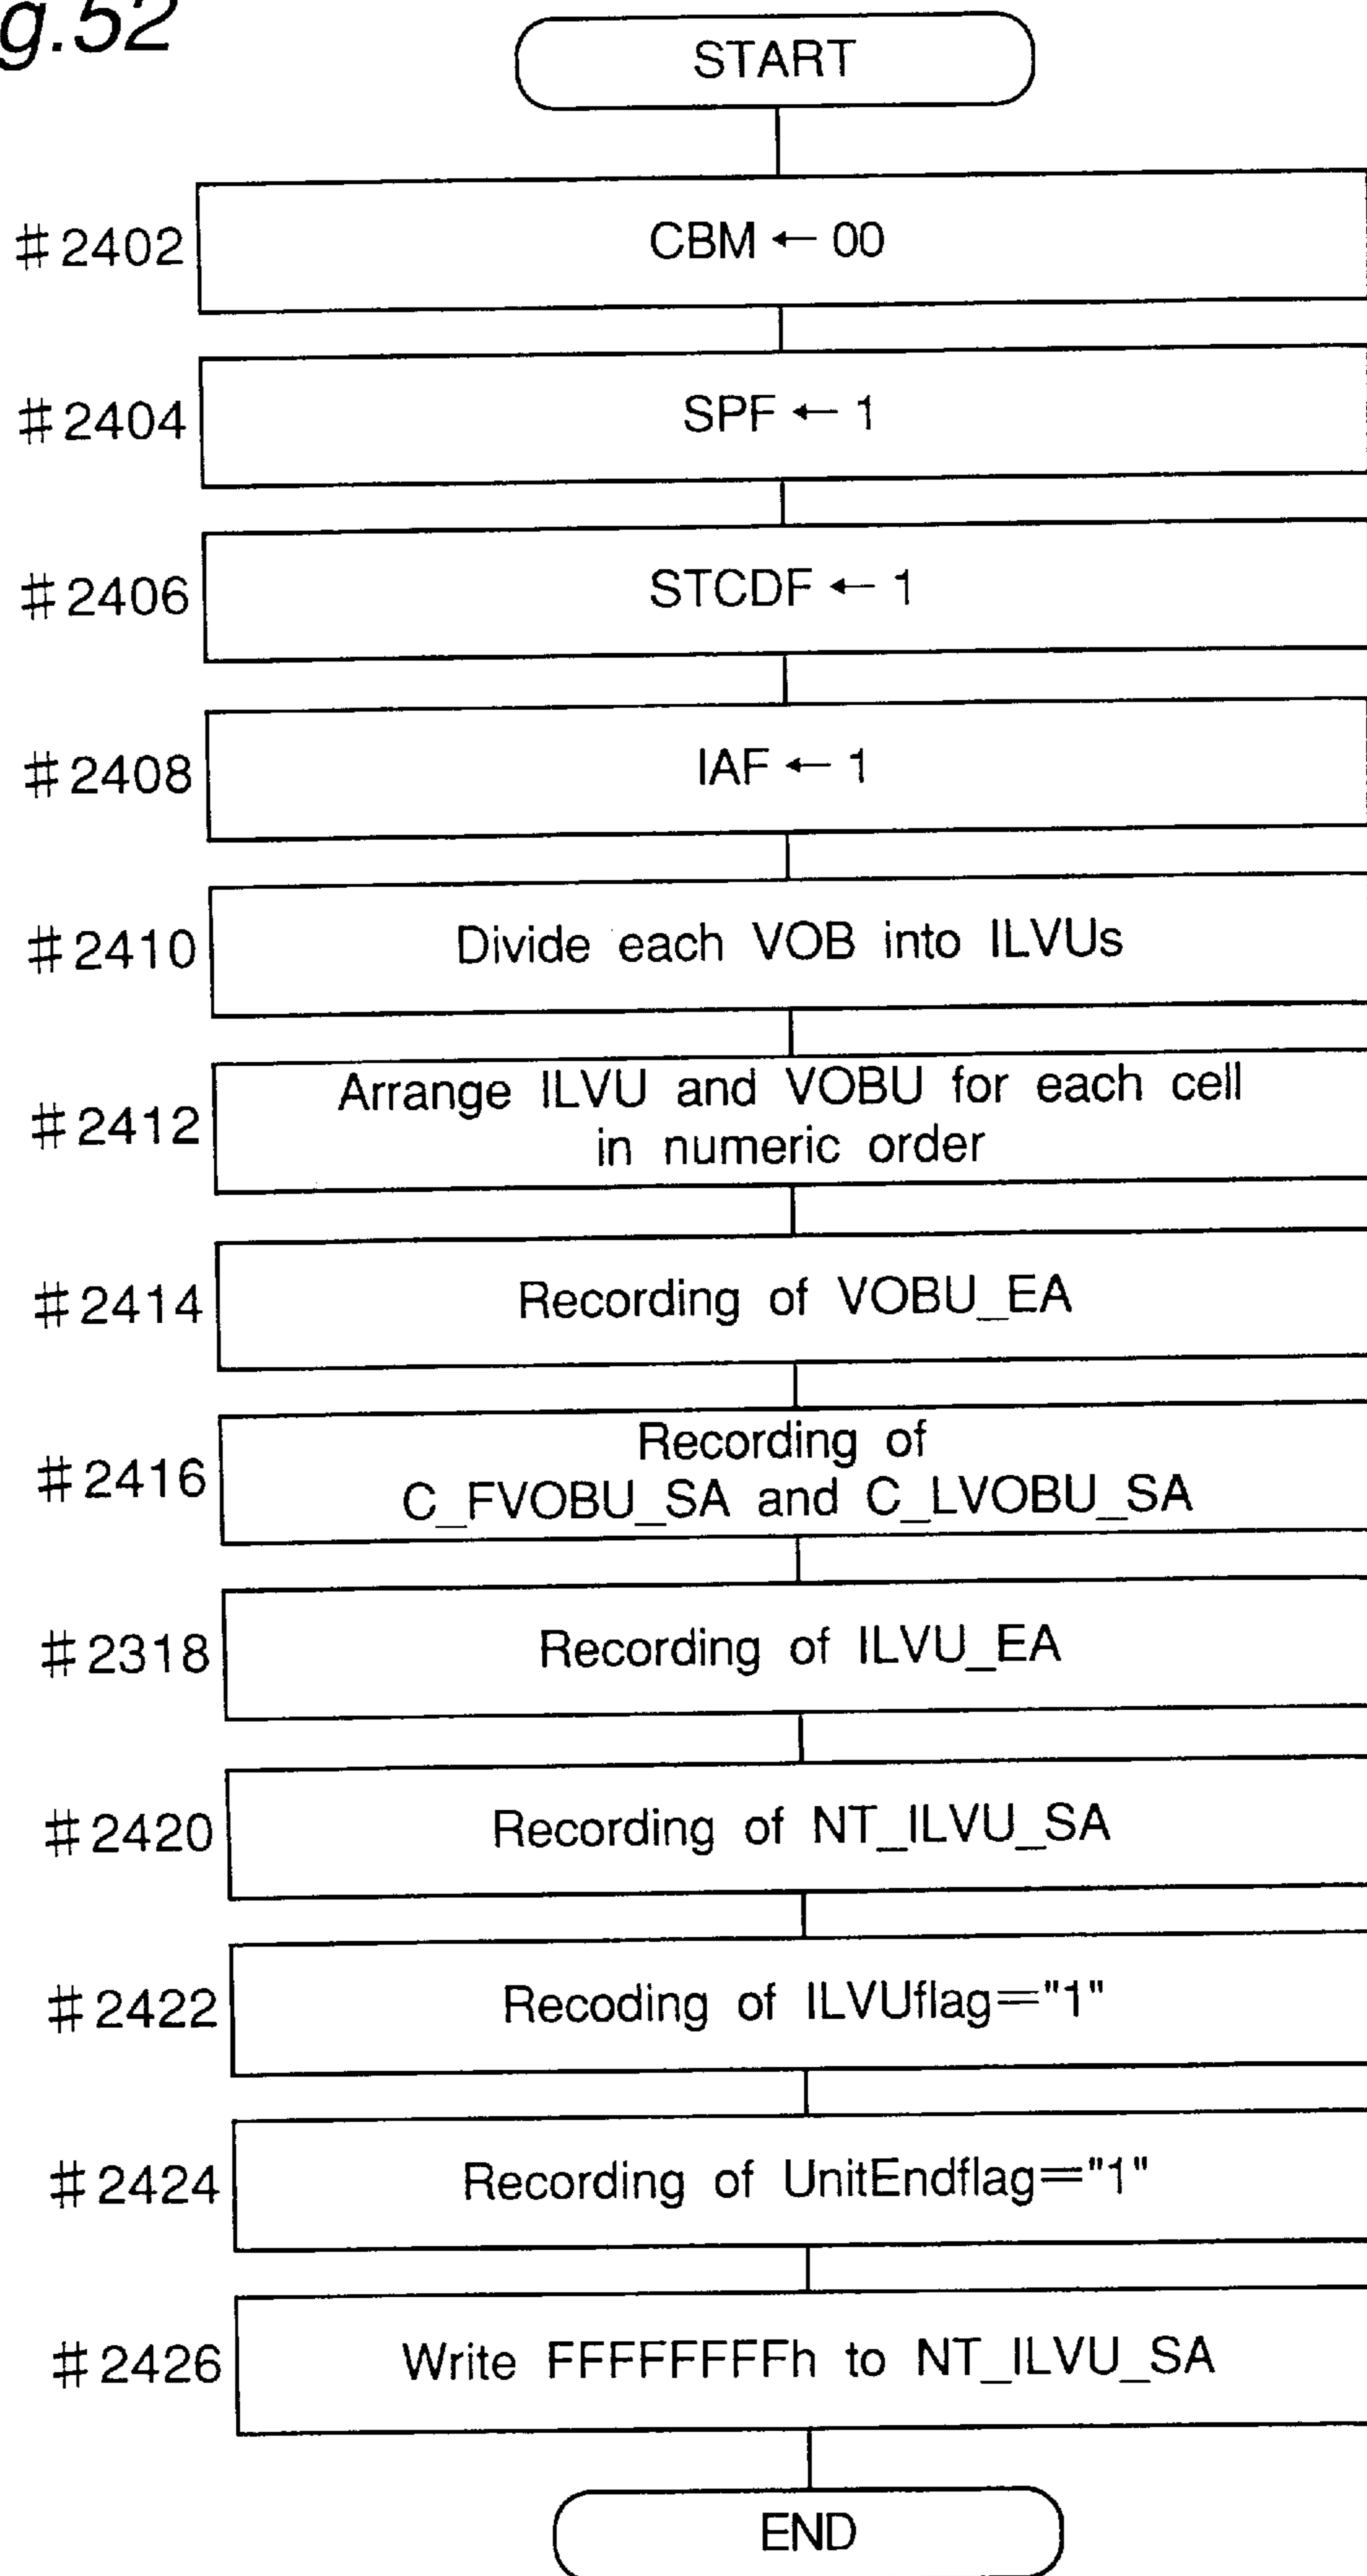 g.52
START
#2402
CBM ← 00
#2404
SPF ← 1
#2406
STCDF ← 1
#2408
IAF ← 1
#2410
Divide each VOB into ILVUs
#2412
Arrange ILVU and VOBU for each cell
in numeric order
#2414
Recording of VOBU_EA
#2416
Recording of
C_FVOBU_SA and C_LVOBU_SA
#2318
Recording of ILVU_EA
#2420
Recording of NT_ILVU_SA
#2422
Recoding of ILVUflag="1"
#2424
Recording of UnitEndflag="1"
#2426
Write FFFFFFFFh to NT_ILVU_SA
END